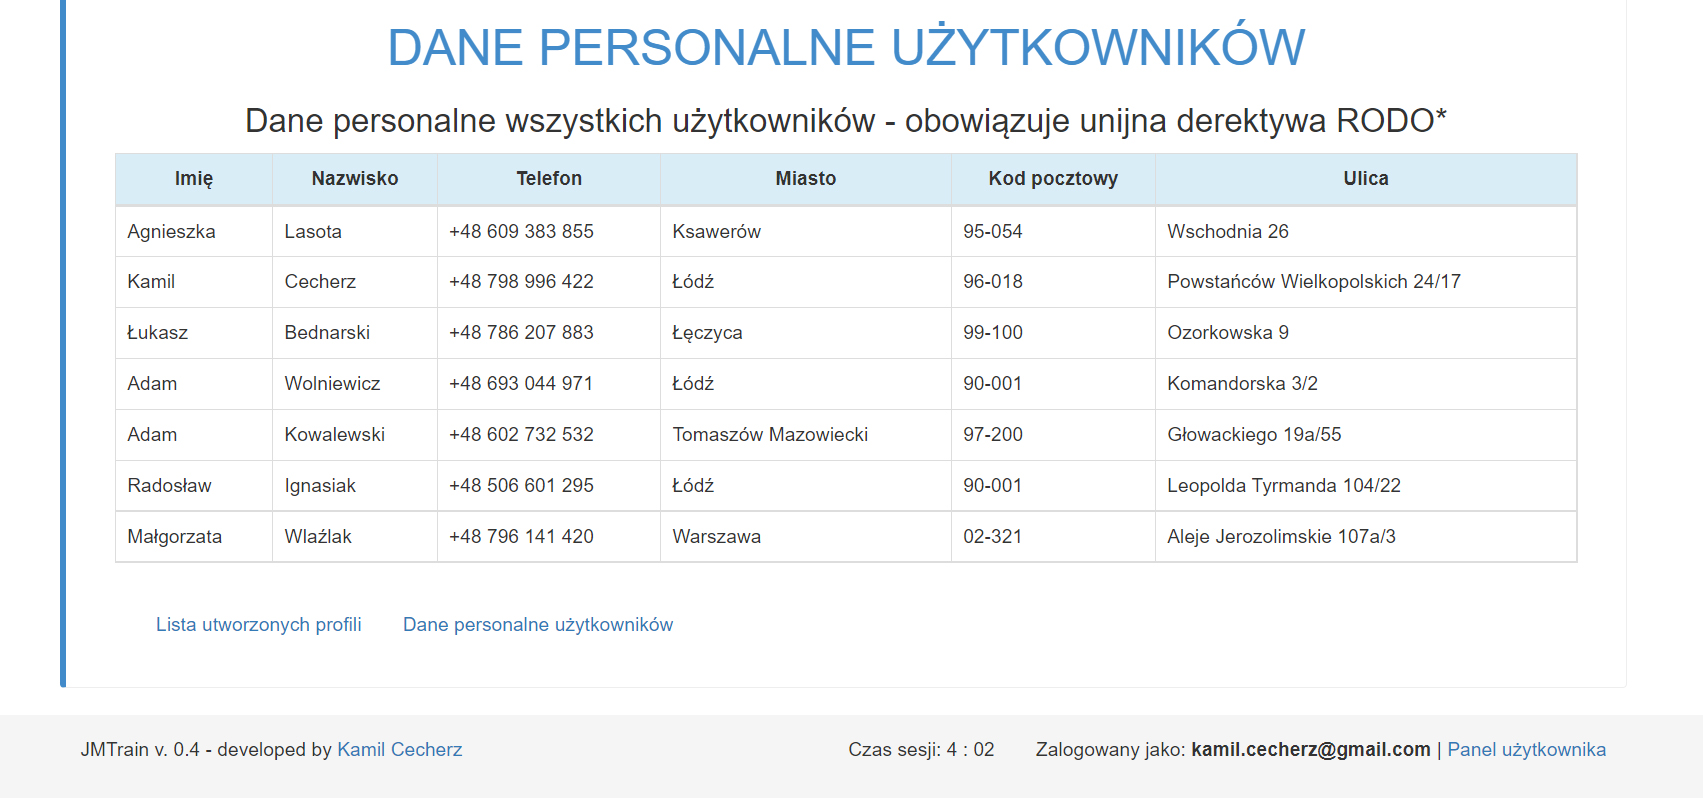 DANE PERSONALNE UŻYTKOWNIKÓW
Dane personalne wszystkich użytkowników - obowiązuje unijna derektywa RODO*
Imię Nazwisko Telefon Miasto Kod pocztowy Ulica
Agnieszka Lasota +48 609 383 855 Ksawerów 95-054 Wschodnia 26
Kamil Cecherz +48 798 996 422 Łódź 96-018 Powstańców Wielkopolskich 24/17
Łukasz Bednarski +48 786 207 883 Łęczyca 99-100 Ozorkowska 9
Adam Wolniewicz +48 693 044 971 Łódź 90-001 Komandorska 3/2
Adam Kowalewski +48 602 732 532 Tomaszów Mazowiecki 97-200 Głowackiego 19a/55
Radosław Ignasiak +48 506 601 295 Łódź 90-001 Leopolda Tyrmanda 104/22
Małgorzata Wlaźlak +48 796 141 420 Warszawa 02-321 Aleje Jerozolimskie 107a/3
Lista utworzonych profili Dane personalne użytkowników
JMTrain v. 0.4 - developed by Kamil Cecherz Czas sesji: 4 : 02 Zalogowany jako: kamil.cecherz@gmail.com | Panel użytkownika